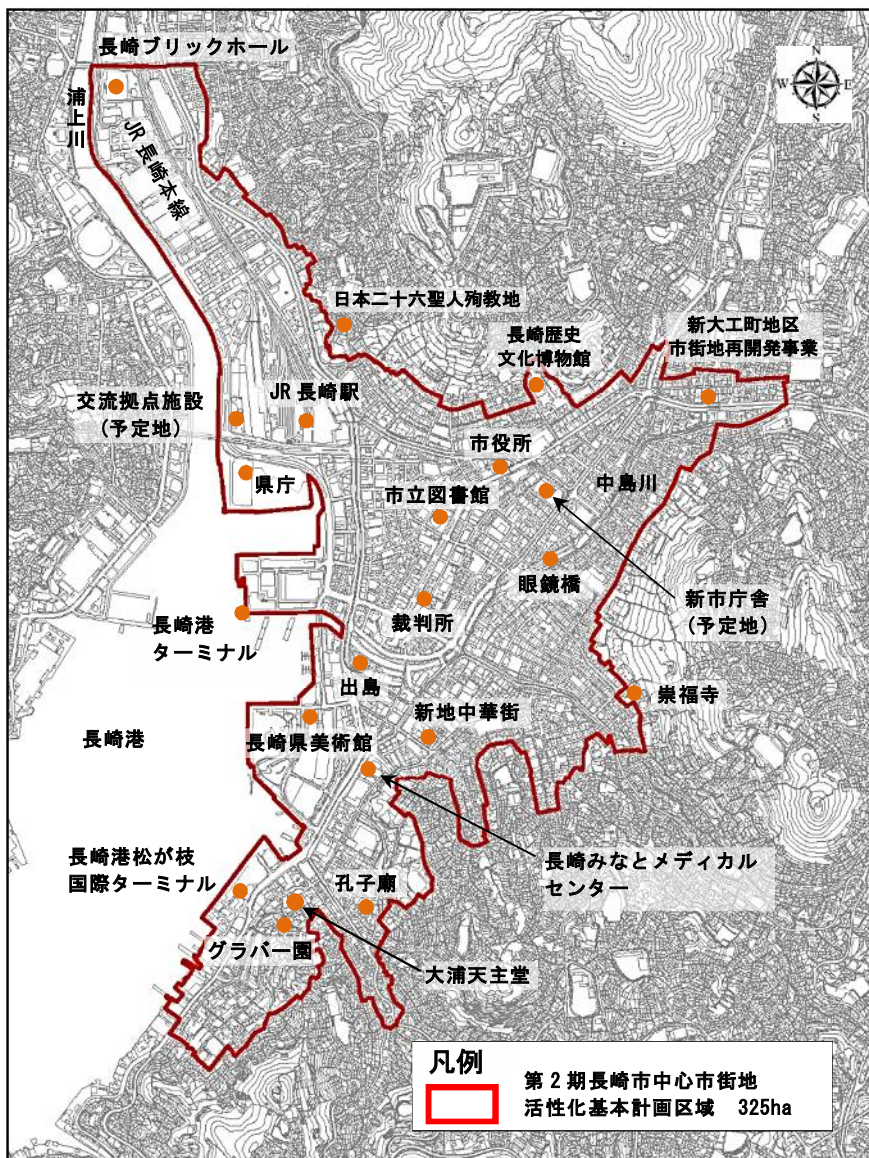 長崎ブリックホール
N
W E
S
浦上川
JR 長崎本線
日本二十六聖人殉教地
長崎歴史
文化博物館
新大工町地区
市街地再開発事業
交流拠点施設
(予定地)
JR 長崎駅
市役所
県庁
市立図書館
中島川
眼鏡橋
新市庁舎
(予定地)
裁判所
長崎港
ターミナル
出島
崇福寺
新地中華街
長崎港
長崎県美術館
長崎港松が枝
国際ターミナル
孔子廟
長崎みなとメディカル
センター
グラバー園
大浦天主堂
凡例
第2期長崎市中心市街地
活性化基本計画区域 325ha